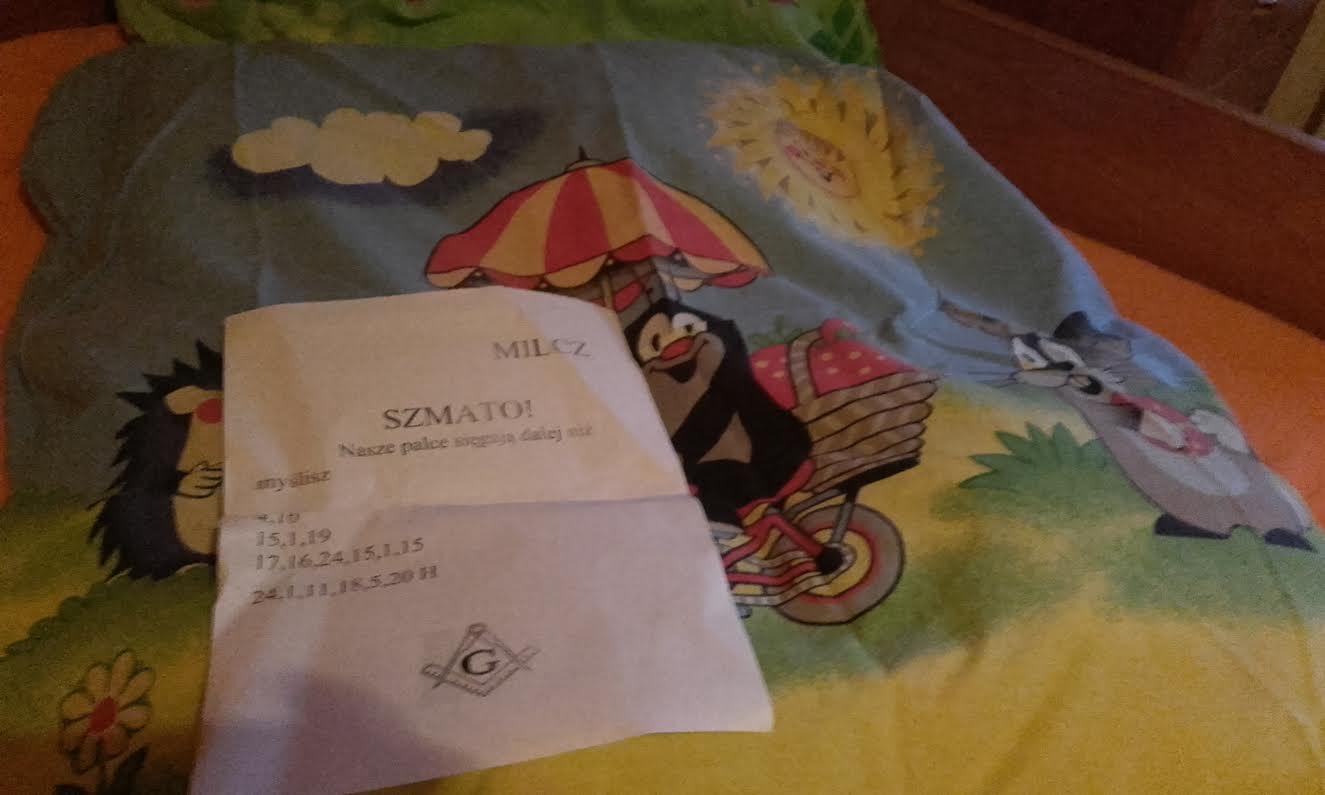 MILCZ
SZMATO!
Nasze palce sięgają dalej niż
myślisz
15,1,19
17,16,24,15,1,15
24,1,11,18,5,20 H
G